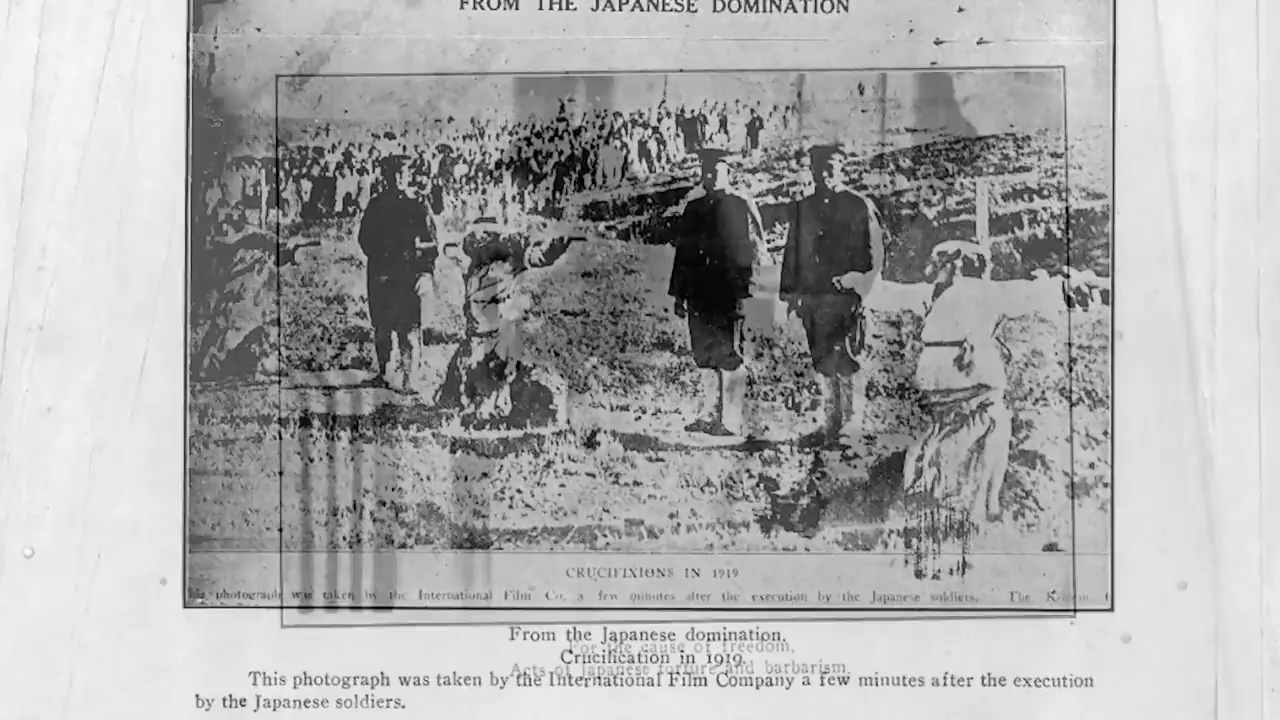 FROM THE JAPANESE DOMINATION
CRUCIFIXIONS IN 1919
photograph was taken by the International Film Co. a few minutes after the execution by the Japanese soldiers. The
From the Japanese domination.
For the cause of freedom,
Crucification in 1919.
Acts of Japanese torture and barbarism,
This photograph was taken by the International Film Company a few minutes after the execution
by the Japanese soldiers.